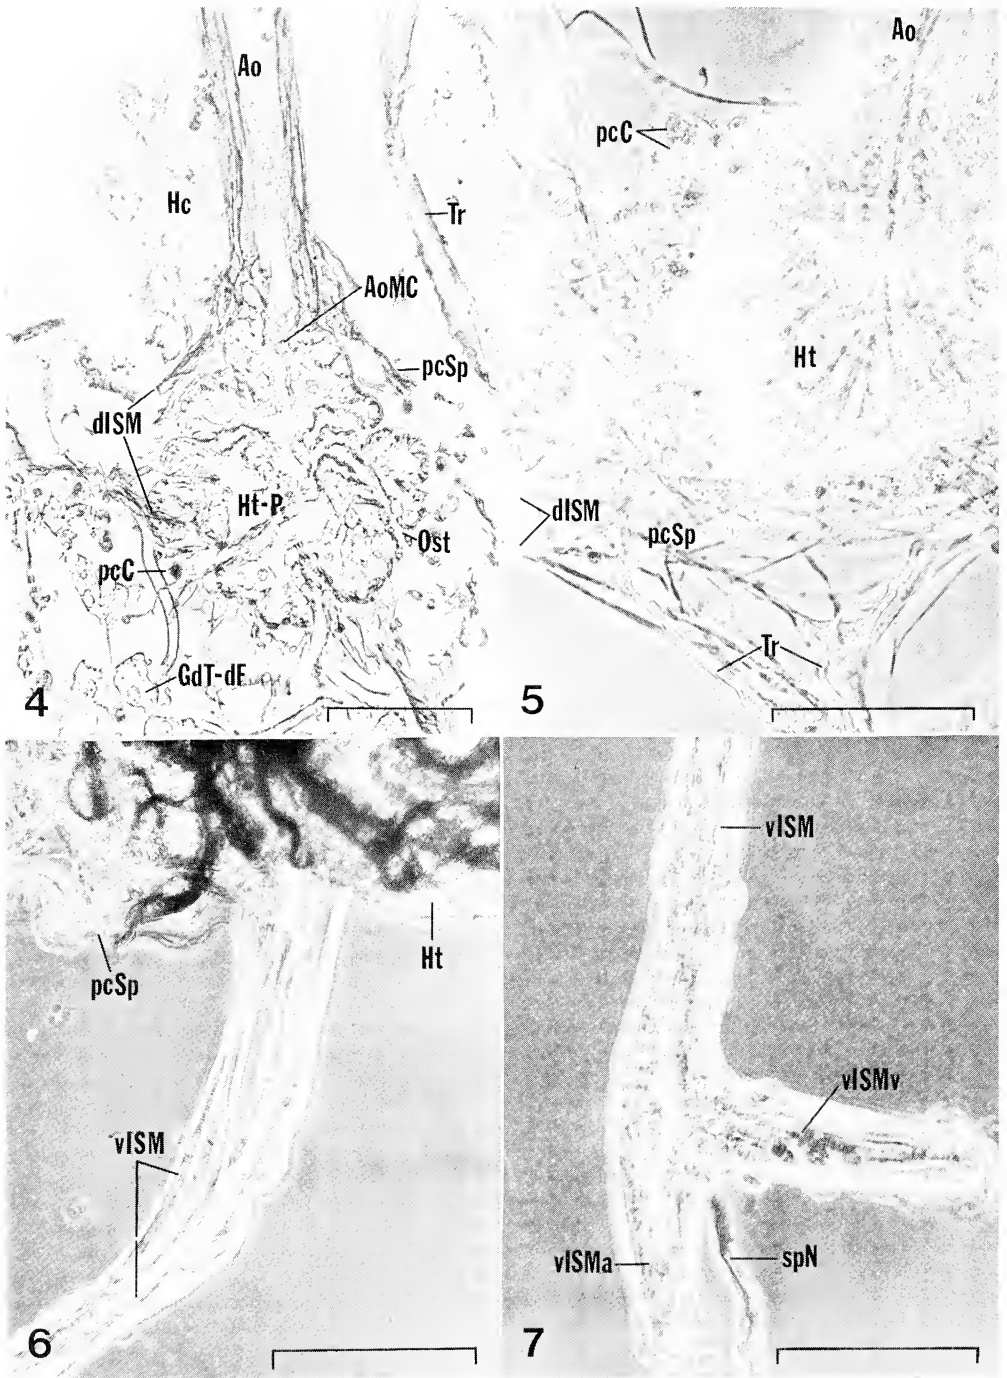 Ao
Hc
Tr
AoMC
pcSp
dISM
Ht-P
Ost
pcC
GdT-dF
4
Ao
pcC
Ht
dISM
pcSp
Tr
5
pcSp
Ht
vISM
6
vISM
vISMv
vISMa
spN
7